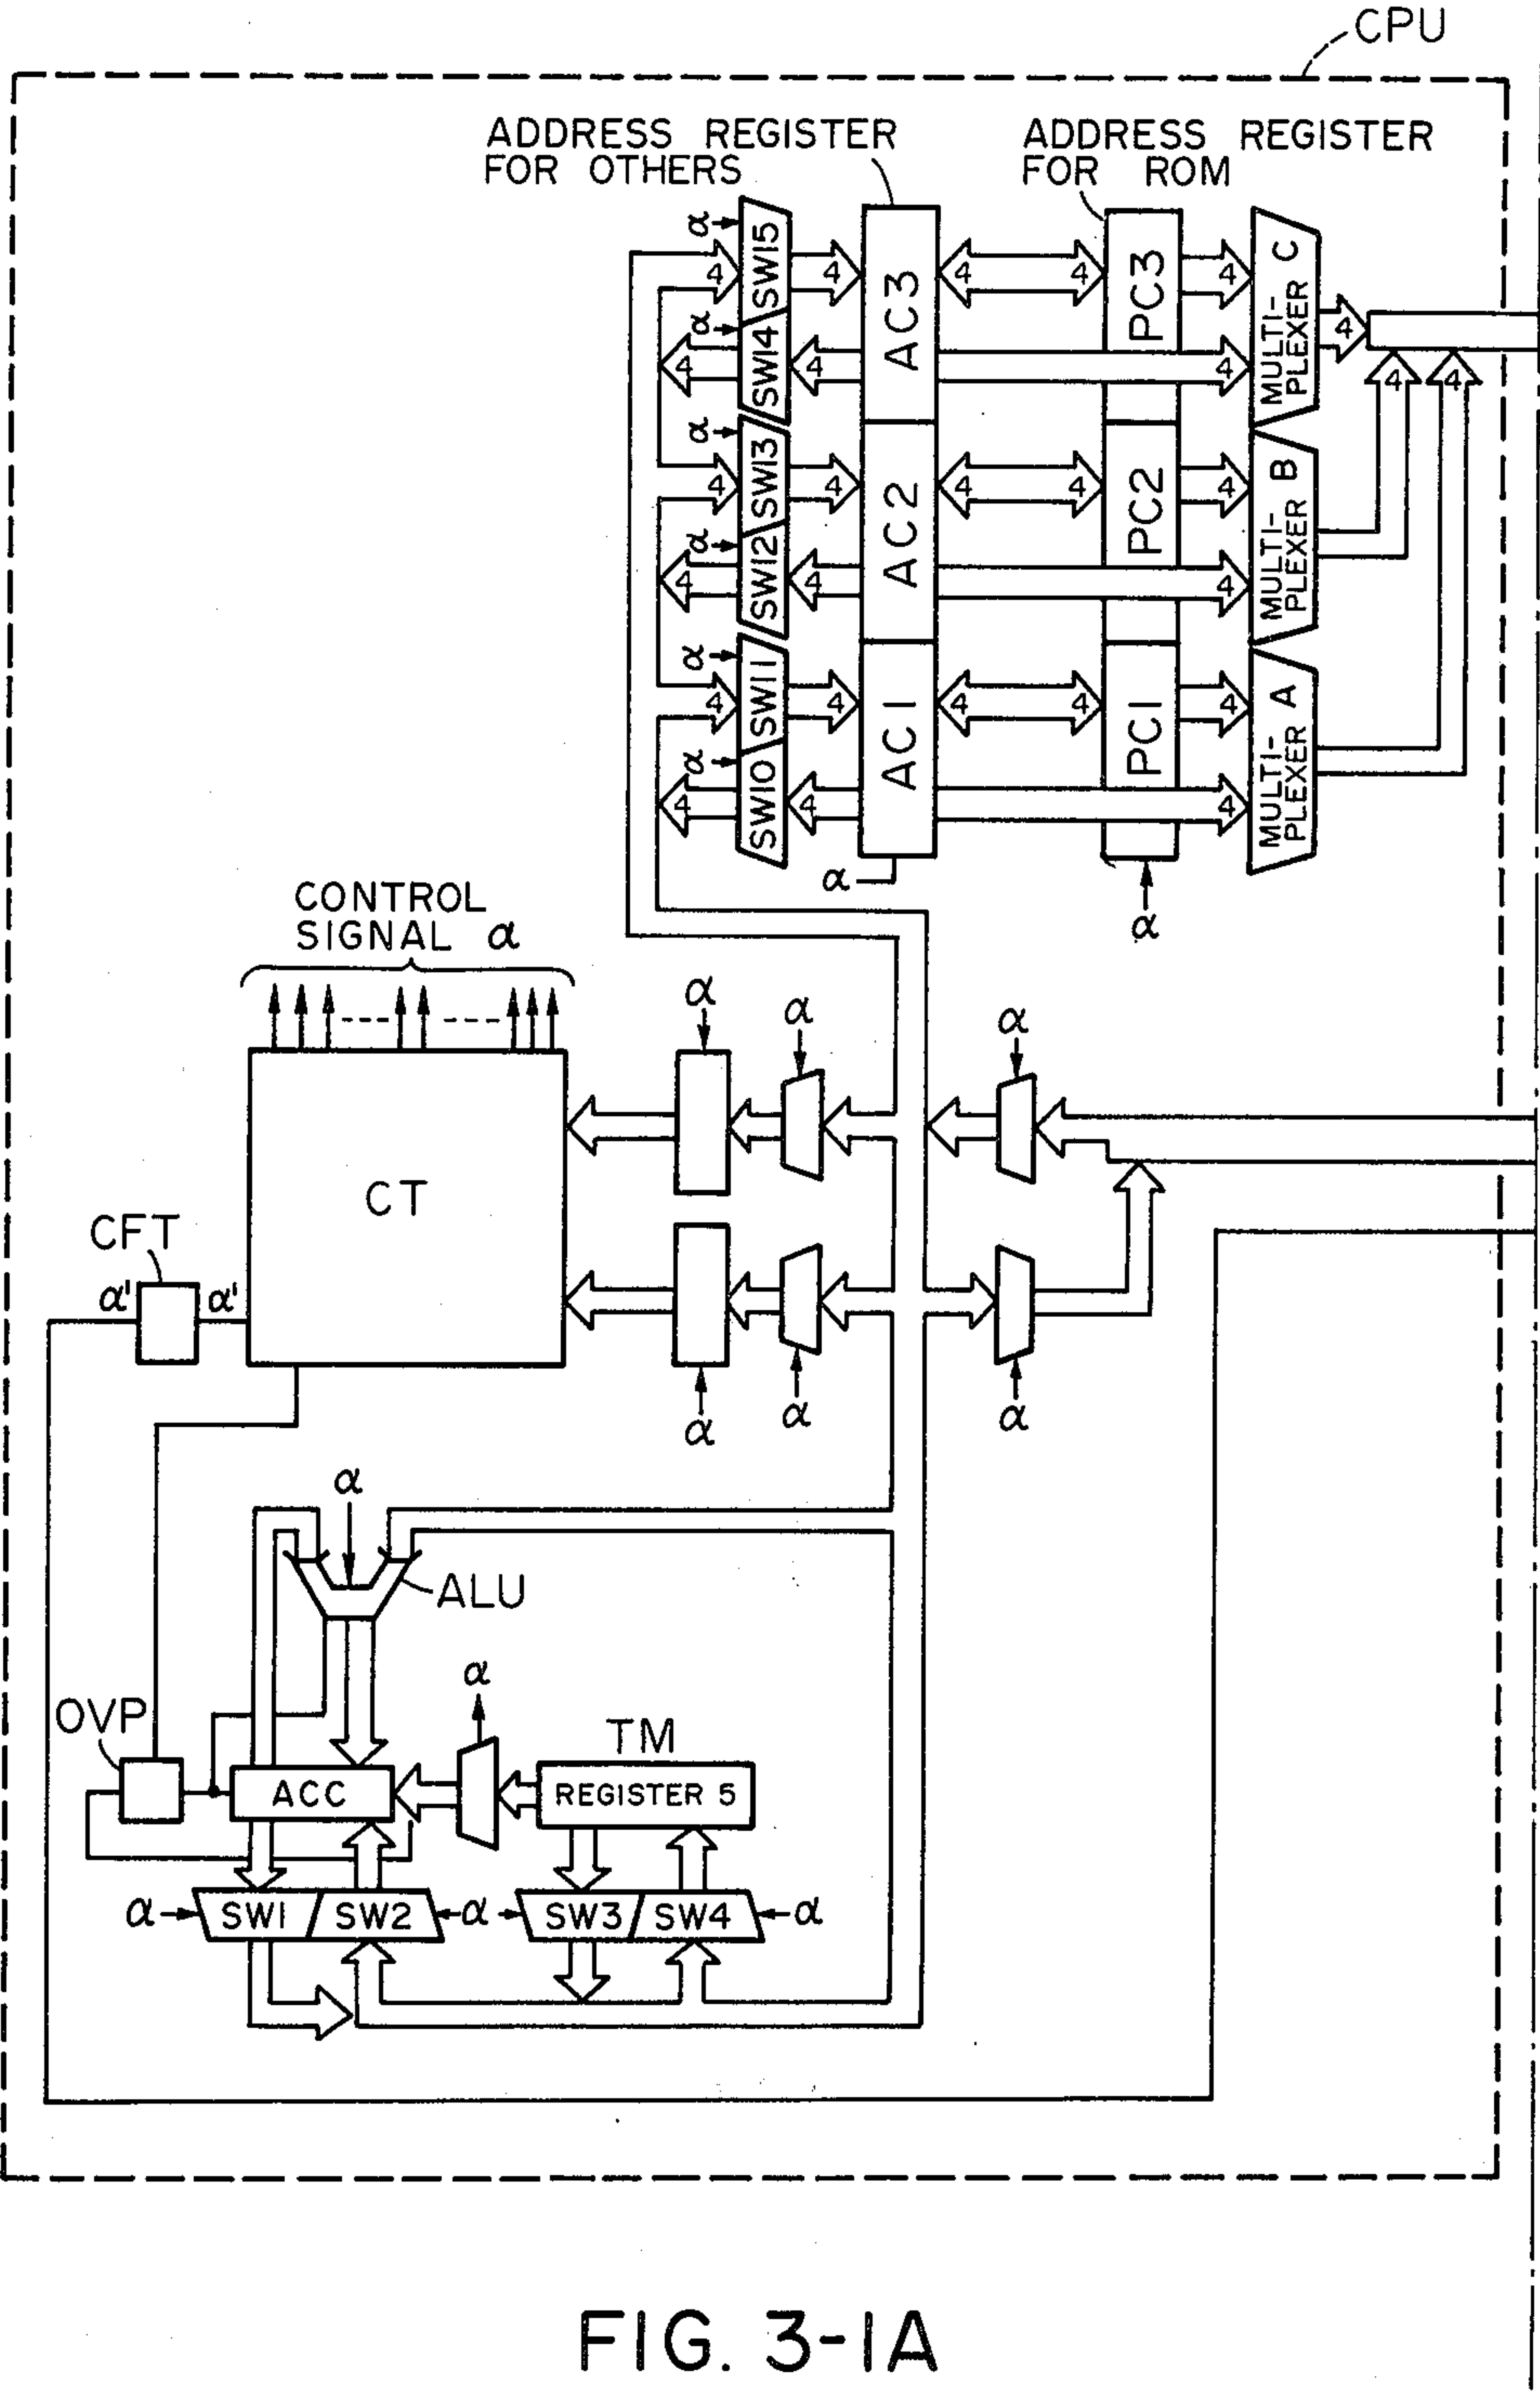 CPU
ADDRESS REGISTER
FOR OTHERS
ADDRESS REGISTER
FOR ROM
α
SW15
4
4
AC3
4
4
PC3
4
MULTI-
PLEXER C
4
α
SW14
4
4
4
4
4
α
SW13
4
4
AC2
4
4
PC2
4
MULTI-
PLEXER B
α
SW12
4
4
4
α
SW11
4
4
AC1
4
4
PC1
4
MULTI-
PLEXER A
α
SW10
4
4
4
α
α
CONTROL
SIGNAL α
α
α
α
CT
CFT
α'
α'
α
α
α
α
ALU
α
OVP
TM
ACC
REGISTER 5
α
SW1
SW2
α
SW3
SW4
α
FIG. 3-1A